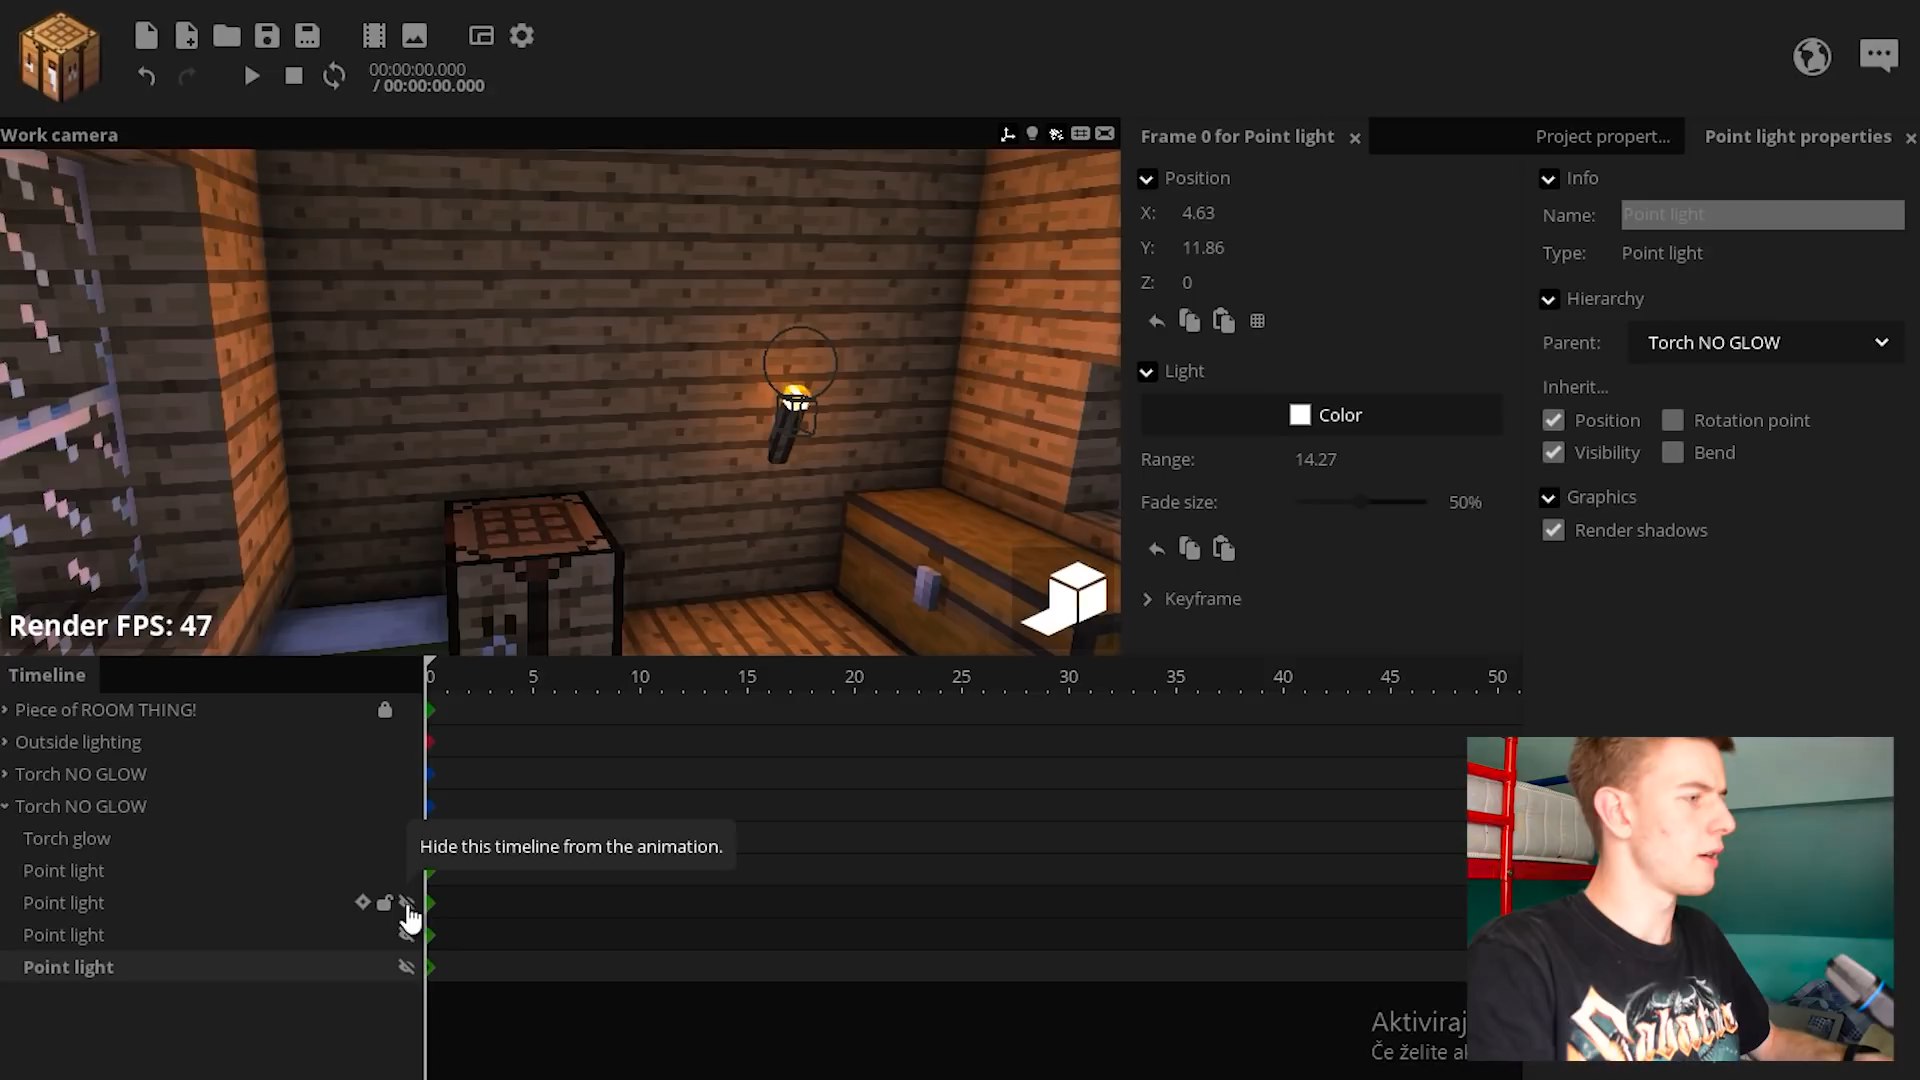 00:00:00.000
/ 00:00:00.000
Work camera
Frame 0 for Point light
Project propert...
Point light properties
Position
X: 4.63
Y: 11.86
Z: 0
Light
Color
Range: 14.27
Fade size: 50%
Keyframe
Info
Name: Point light
Type: Point light
Hierarchy
Parent: Torch NO GLOW
Inherit...
Position Rotation point
Visibility Bend
Graphics
Render shadows
Render FPS: 47
Timeline
0 5 10 15 20 25 30 35 40 45 50
Piece of ROOM THING!
Outside lighting
Torch NO GLOW
Torch NO GLOW
Torch glow
Hide this timeline from the animation.
Point light
Point light
Point light
Point light
Aktiviraj
Če želite